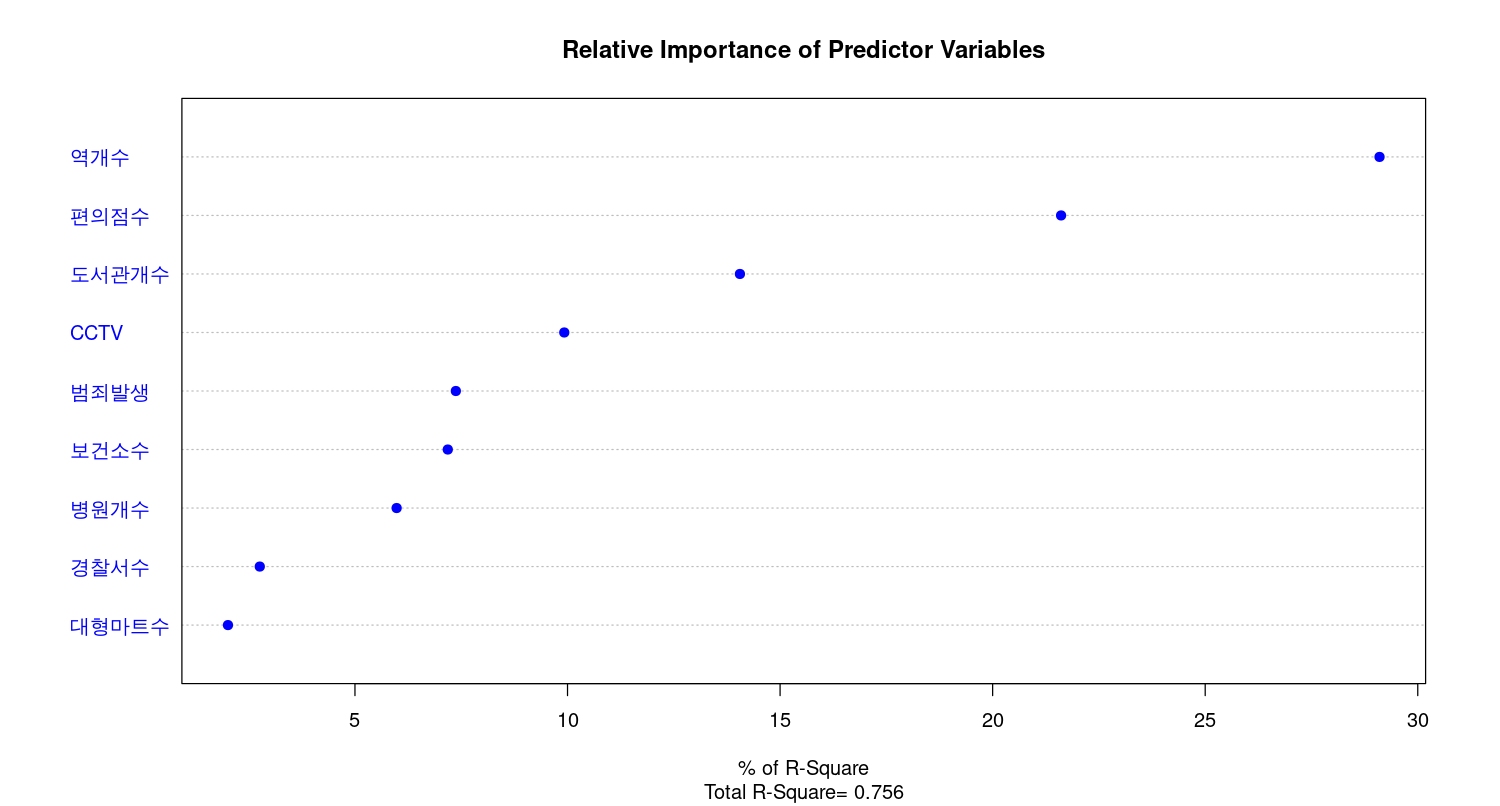 Relative Importance of Predictor Variables
역개수
편의점수
도서관개수
CCTV
범죄발생
보건소수
병원개수
경찰서수
대형마트수
5 10 15 20 25 30
% of R-Square
Total R-Square= 0.756